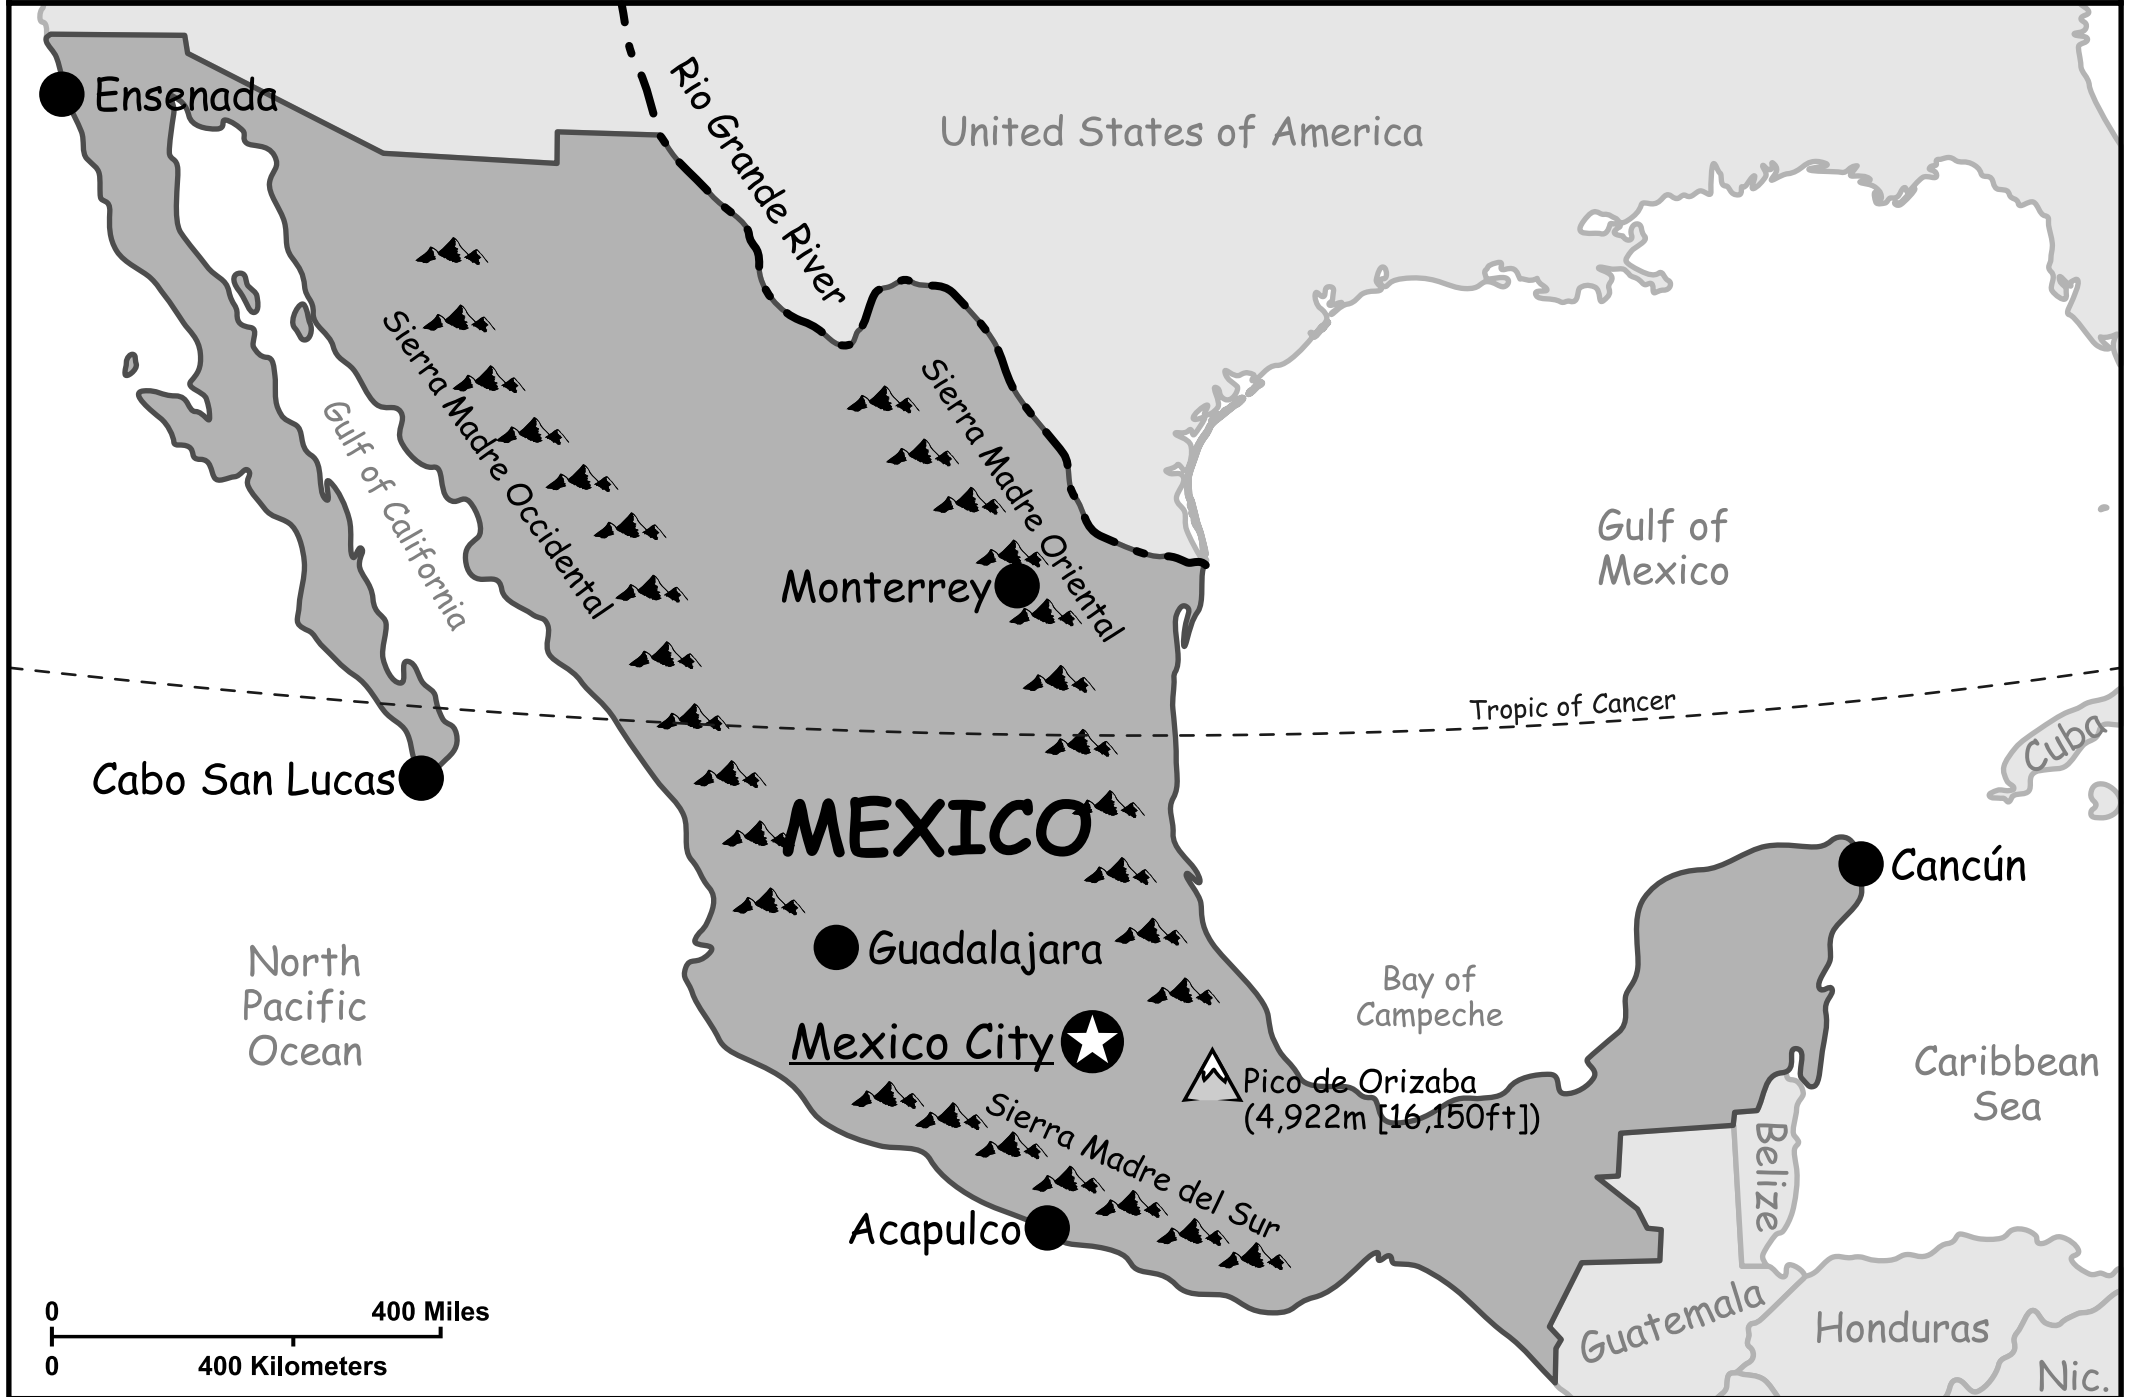 Ensenada
Rio Grande River
United States of America
Sierra Madre Occidental
Sierra Madre Oriental
Gulf of California
Gulf of
Mexico
Monterrey
Tropic of Cancer
Cuba
Cabo San Lucas
MEXICO
Cancún
Guadalajara
North
Pacific
Ocean
Bay of
Campeche
Mexico City
Pico de Orizaba
(4,922m [16,150ft])
Caribbean
Sea
Sierra Madre del Sur
Belize
Acapulco
Guatemala
Honduras
Nic.
0 400 Miles
0 400 Kilometers